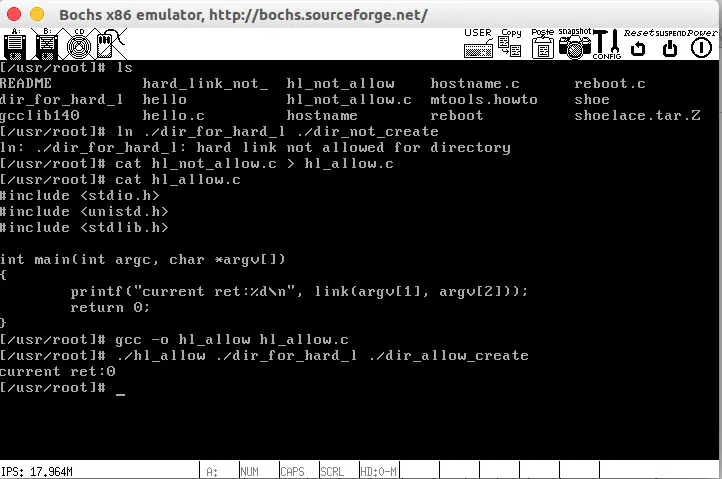 Bochs x86 emulator, http://bochs.sourceforge.net/
A: B: CD USER Copy Paste snapshot CONFIG Reset SUSPEND Power
[/usr/root]# ls
README hard_link_not_ hl_not_allow hostname.c reboot.c
dir_for_hard_l hello hl_not_allow.c mtools.howto shoe
gcclib140 hello.c hostname reboot shoelace.tar.Z
[/usr/root]# ln ./dir_for_hard_l ./dir_not_create
ln: ./dir_for_hard_l: hard link not allowed for directory
[/usr/root]# cat hl_not_allow.c > hl_allow.c
[/usr/root]# cat hl_allow.c
#include <stdio.h>
#include <unistd.h>
#include <stdlib.h>
int main(int argc, char *argv[])
{
printf("current ret:%d\n", link(argv[1], argv[2]));
return 0;
}
[/usr/root]# gcc -o hl_allow hl_allow.c
[/usr/root]# ./hl_allow ./dir_for_hard_l ./dir_allow_create
current ret:0
[/usr/root]# _
IPS: 17.964M A: NUM CAPS SCRL HD:0-M